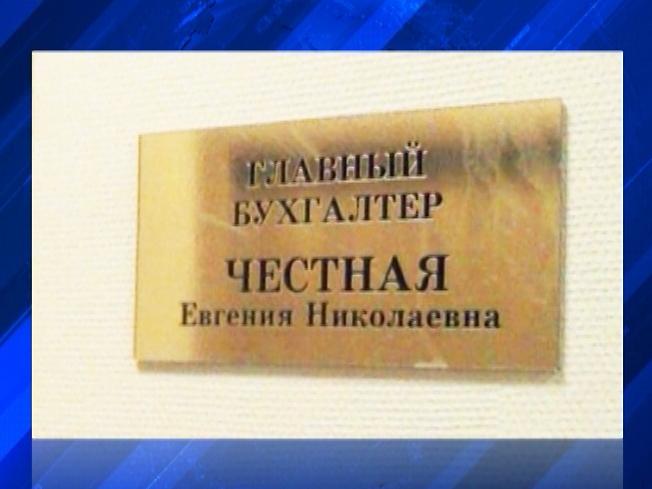 ГЛАВНЫЙ
БУХГАЛТЕР
ЧЕСТНАЯ
Евгения Николаевна